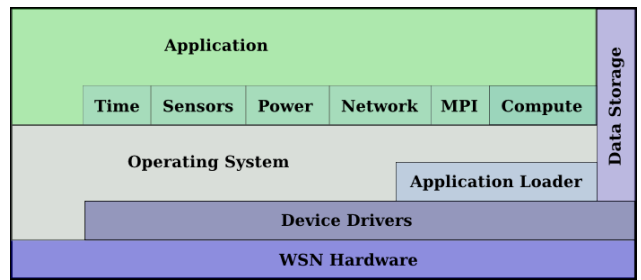 Application
Time Sensors Power Network MPI Compute
Data Storage
Operating System
Application Loader
Device Drivers
WSN Hardware